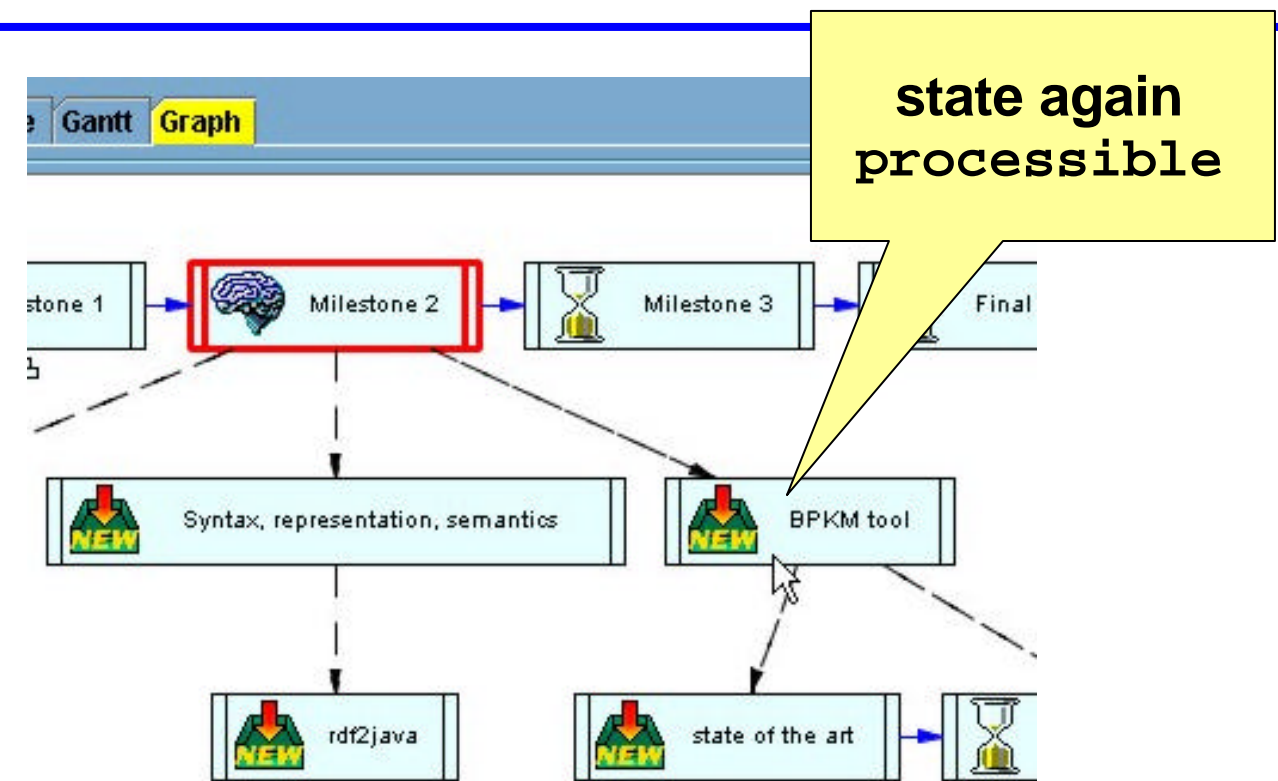 state again
processible
e Gantt Graph
stone 1 Milestone 2 Milestone 3 Final
NEW Syntax, representation, semantics NEW BPKM tool
NEW rdf2java NEW state of the art